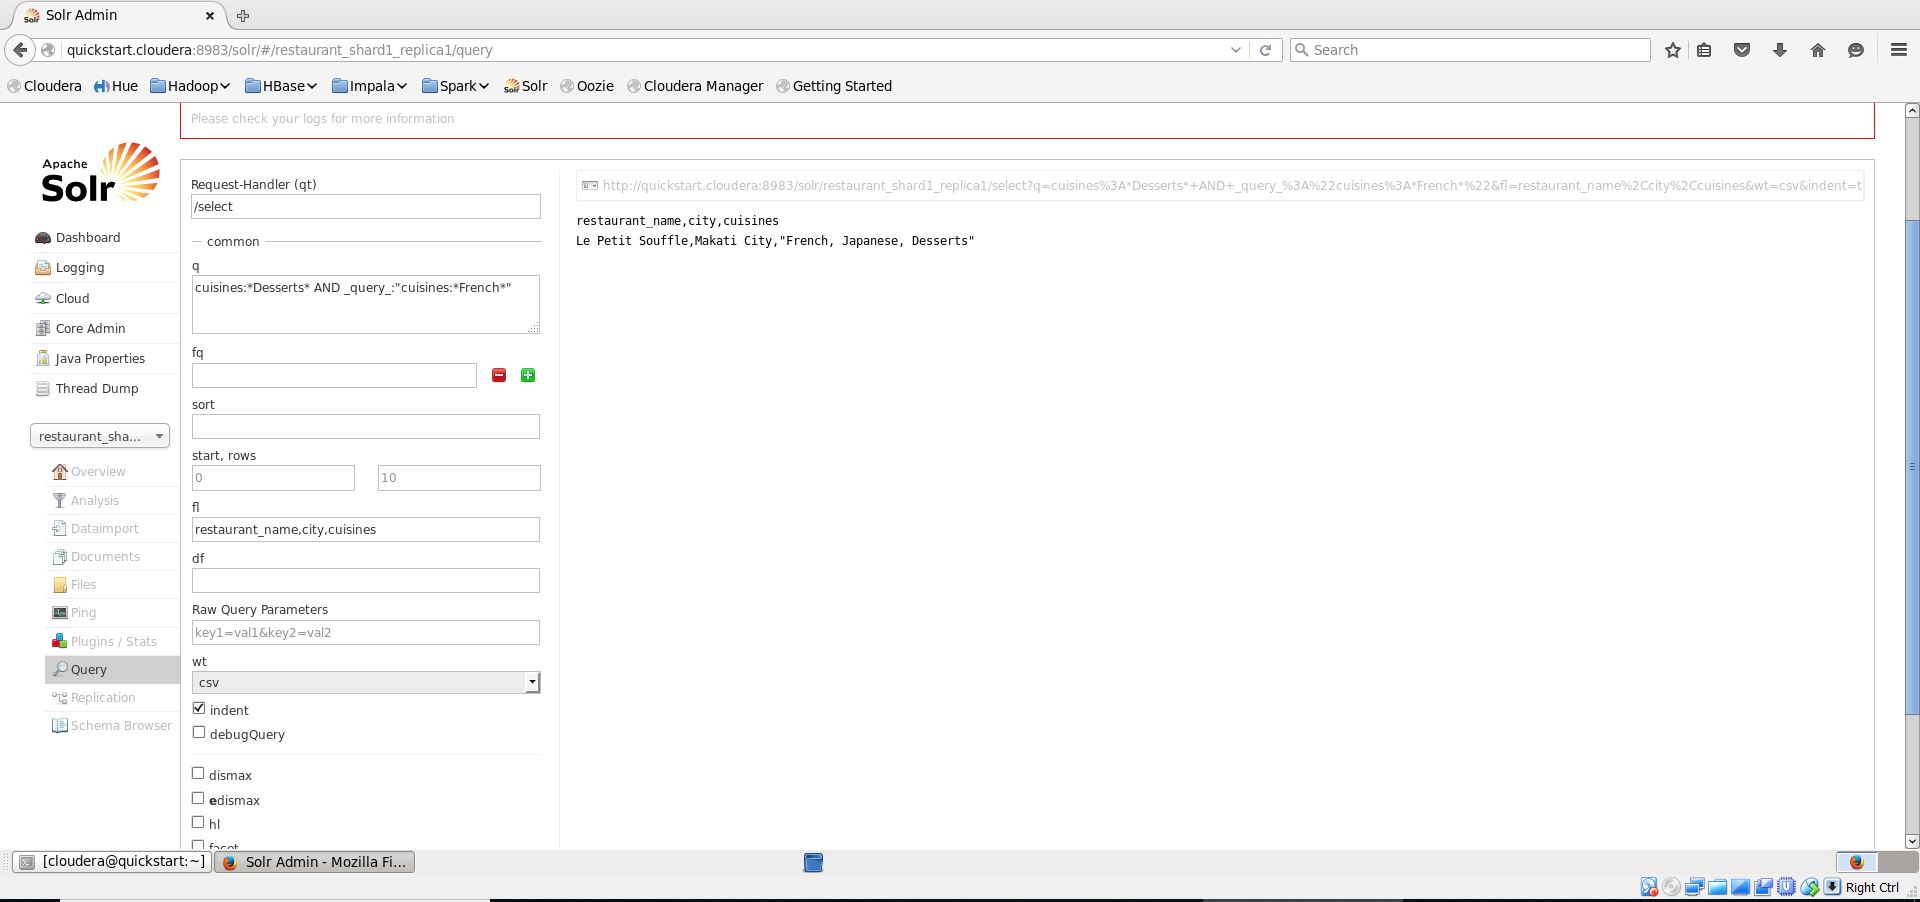 Solr
Solr Admin
quickstart.cloudera:8983/solr/#/restaurant_shard1_replica1/query
Search
Cloudera
Hue
Hadoop
HBase
Impala
Spark
Solr Solr
Oozie
Cloudera Manager
Getting Started
Please check your logs for more information
Apache
Solr
Dashboard
Logging
Cloud
Core Admin
Java Properties
Thread Dump
restaurant_sha...
Overview
Analysis
Dataimport
Documents
Files
Ping
Plugins / Stats
Query
Replication
Schema Browser
Request-Handler (qt)
/select
common
q
cuisines:*Desserts* AND _query_:"cuisines:*French*"
fq
sort
start, rows
0
10
fl
restaurant_name,city,cuisines
df
Raw Query Parameters
key1=val1&key2=val2
wt
csv
indent
debugQuery
dismax
edismax
hl
facet
http://quickstart.cloudera:8983/solr/restaurant_shard1_replica1/select?q=cuisines%3A*Desserts*+AND+_query_%3A%22cuisines%3A*French*%22&fl=restaurant_name%2Ccity%2Ccuisines&wt=csv&indent=t
restaurant_name,city,cuisines
Le Petit Souffle,Makati City,"French, Japanese, Desserts"
[cloudera@quickstart:~]
Solr Admin - Mozilla Fi...
Right Ctrl